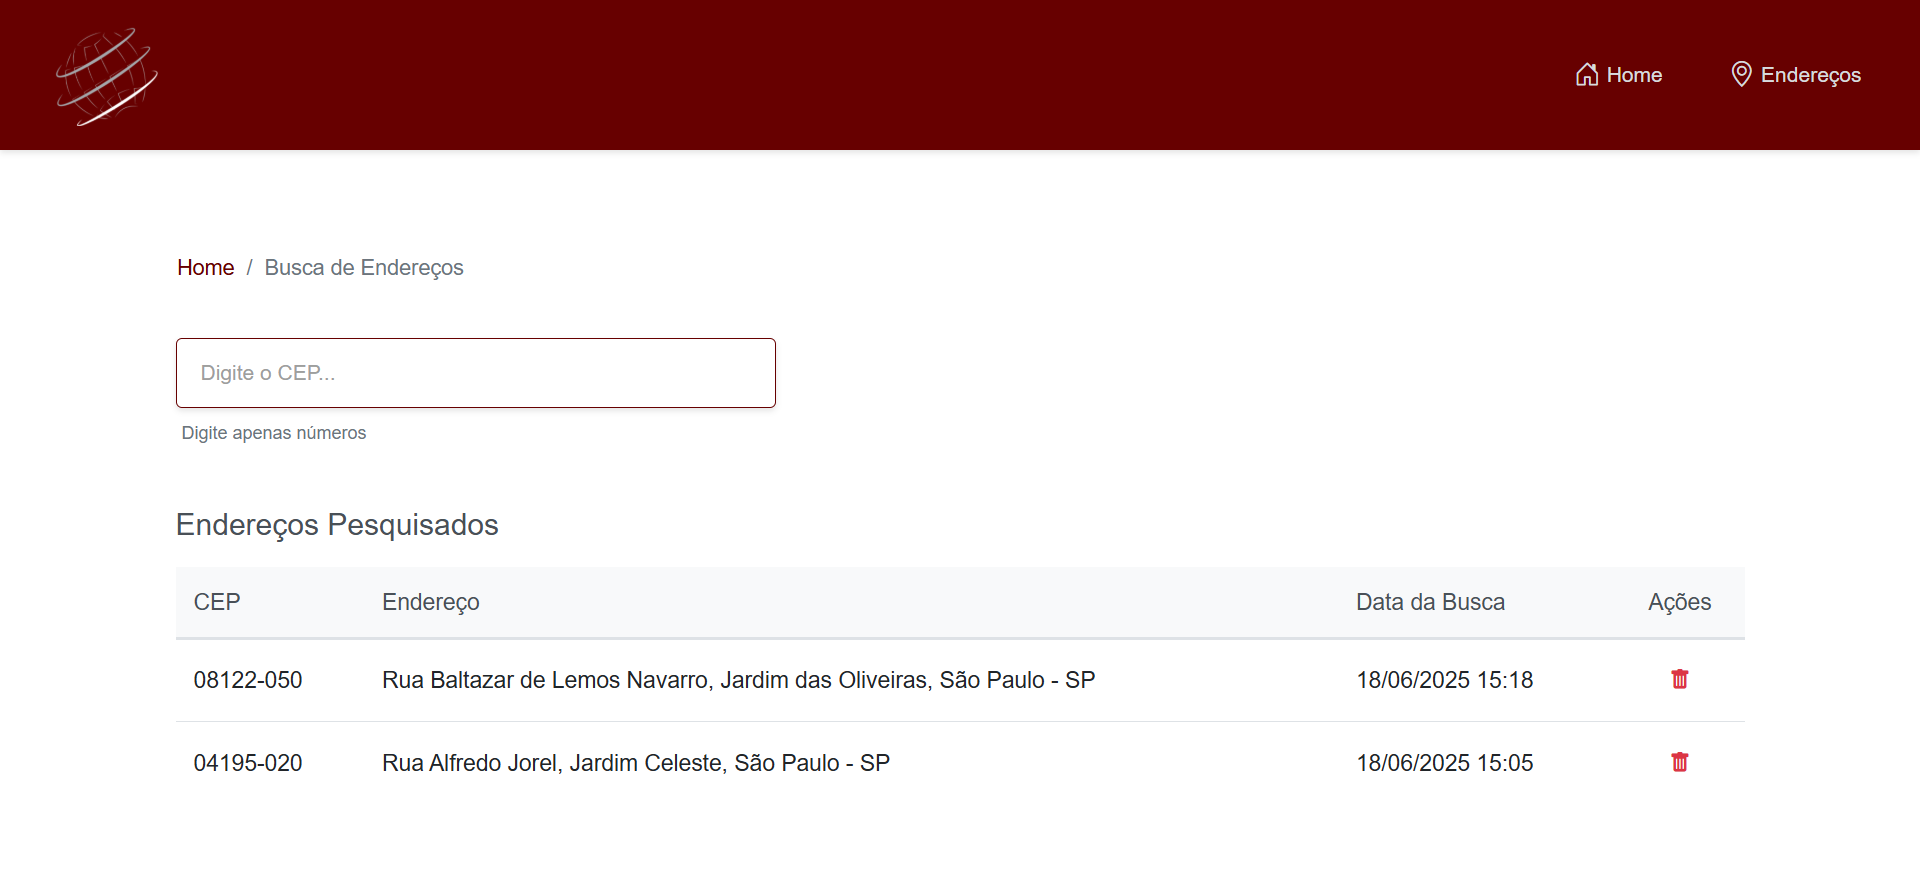 Home Endereços
Home / Busca de Endereços
Digite o CEP...
Digite apenas números
Endereços Pesquisados
CEP Endereço Data da Busca Ações
08122-050 Rua Baltazar de Lemos Navarro, Jardim das Oliveiras, São Paulo - SP 18/06/2025 15:18
04195-020 Rua Alfredo Jorel, Jardim Celeste, São Paulo - SP 18/06/2025 15:05